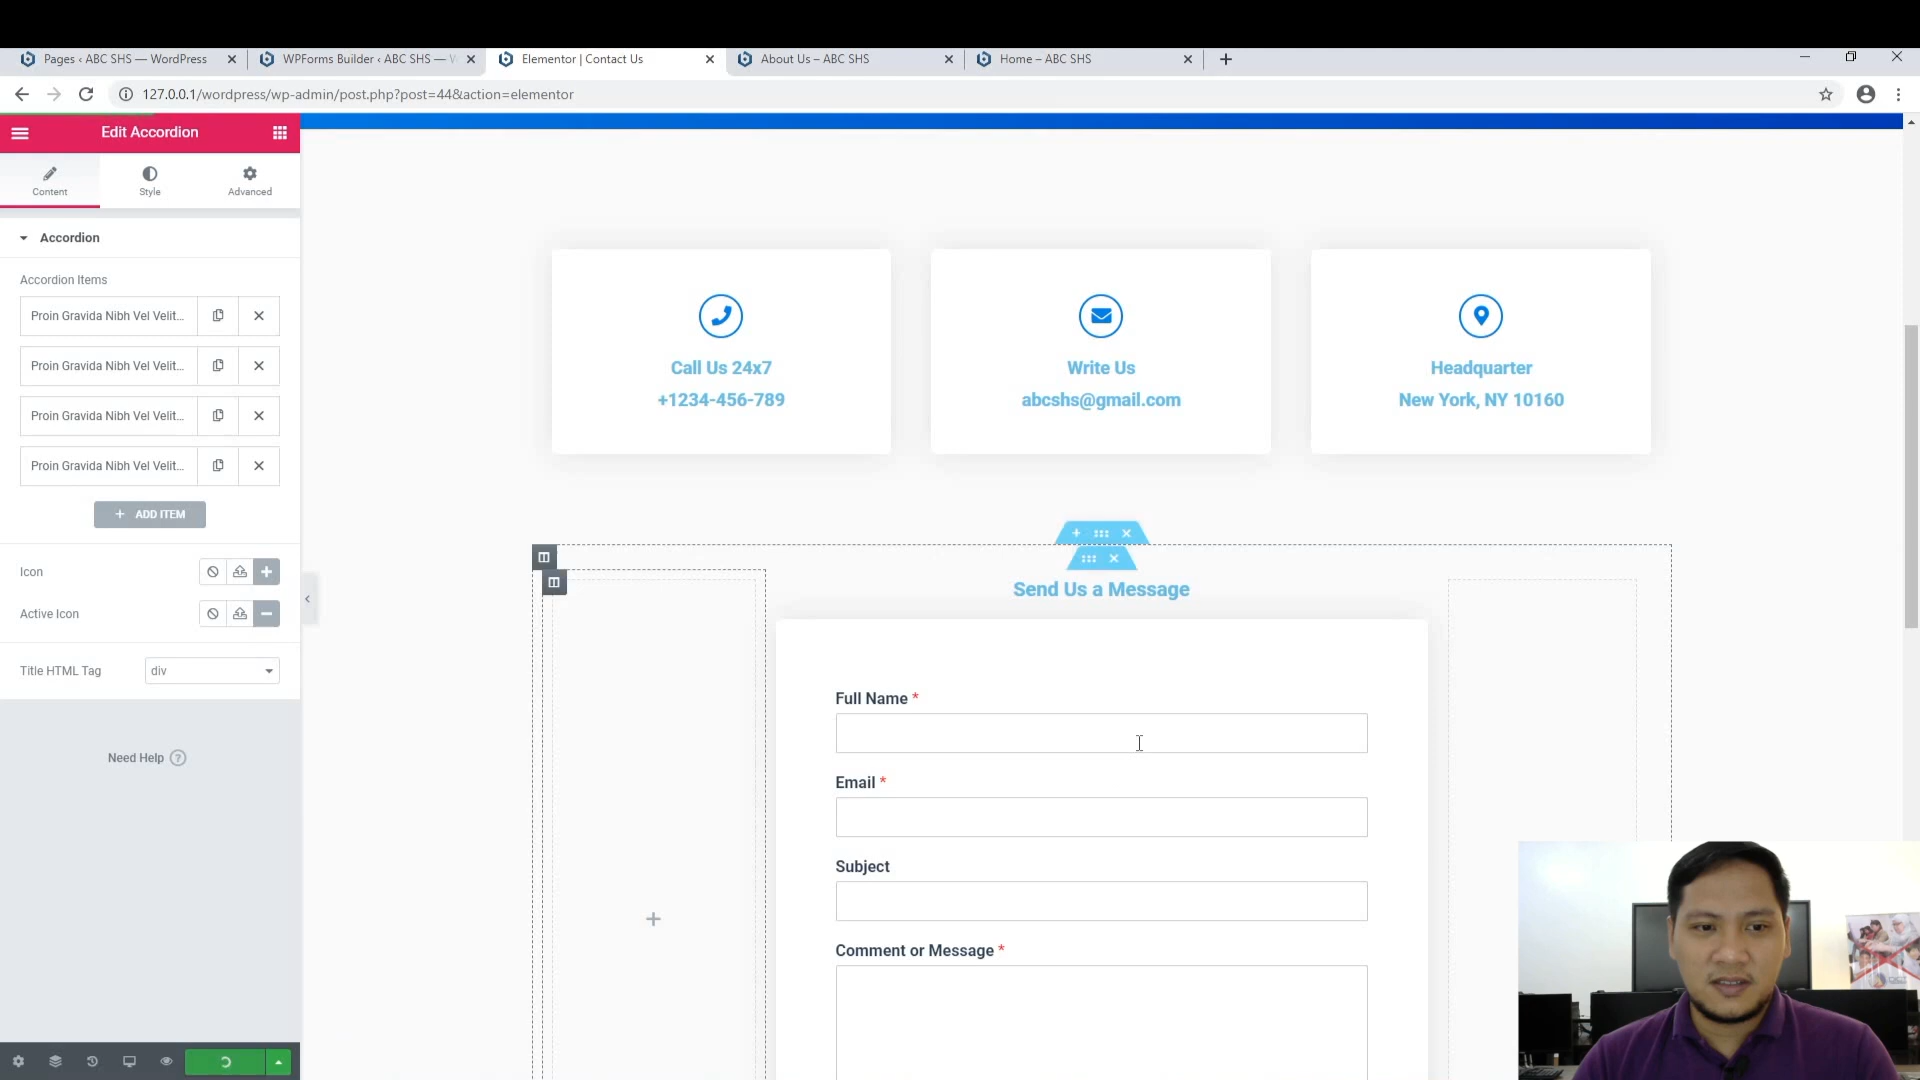 Pages ‹ ABC SHS — WordPress
WPForms Builder ‹ ABC SHS — W
Elementor | Contact Us
About Us – ABC SHS
Home – ABC SHS
127.0.0.1/wordpress/wp-admin/post.php?post=44&action=elementor
Edit Accordion
Content
Style
Advanced
Accordion
Accordion Items
Proin Gravida Nibh Vel Velit...
Proin Gravida Nibh Vel Velit...
Proin Gravida Nibh Vel Velit...
Proin Gravida Nibh Vel Velit...
ADD ITEM
Icon
Active Icon
Title HTML Tag
div
Need Help
Call Us 24x7
+1234-456-789
Write Us
abcshs@gmail.com
Headquarter
New York, NY 10160
Send Us a Message
Full Name *
Email *
Subject
Comment or Message *